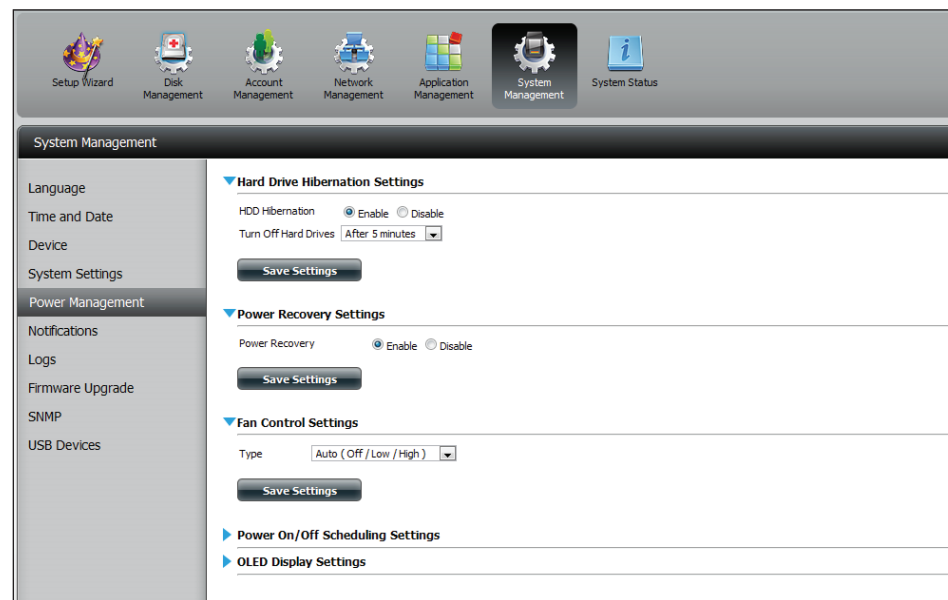 Setup Wizard
Disk Management
Account Management
Network Management
Application Management
System Management
System Status
System Management
Language
Time and Date
Device
System Settings
Power Management
Notifications
Logs
Firmware Upgrade
SNMP
USB Devices
Hard Drive Hibernation Settings
HDD Hibernation Enable Disable
Turn Off Hard Drives After 5 minutes
Save Settings
Power Recovery Settings
Power Recovery Enable Disable
Save Settings
Fan Control Settings
Type Auto ( Off / Low / High )
Save Settings
Power On/Off Scheduling Settings
OLED Display Settings